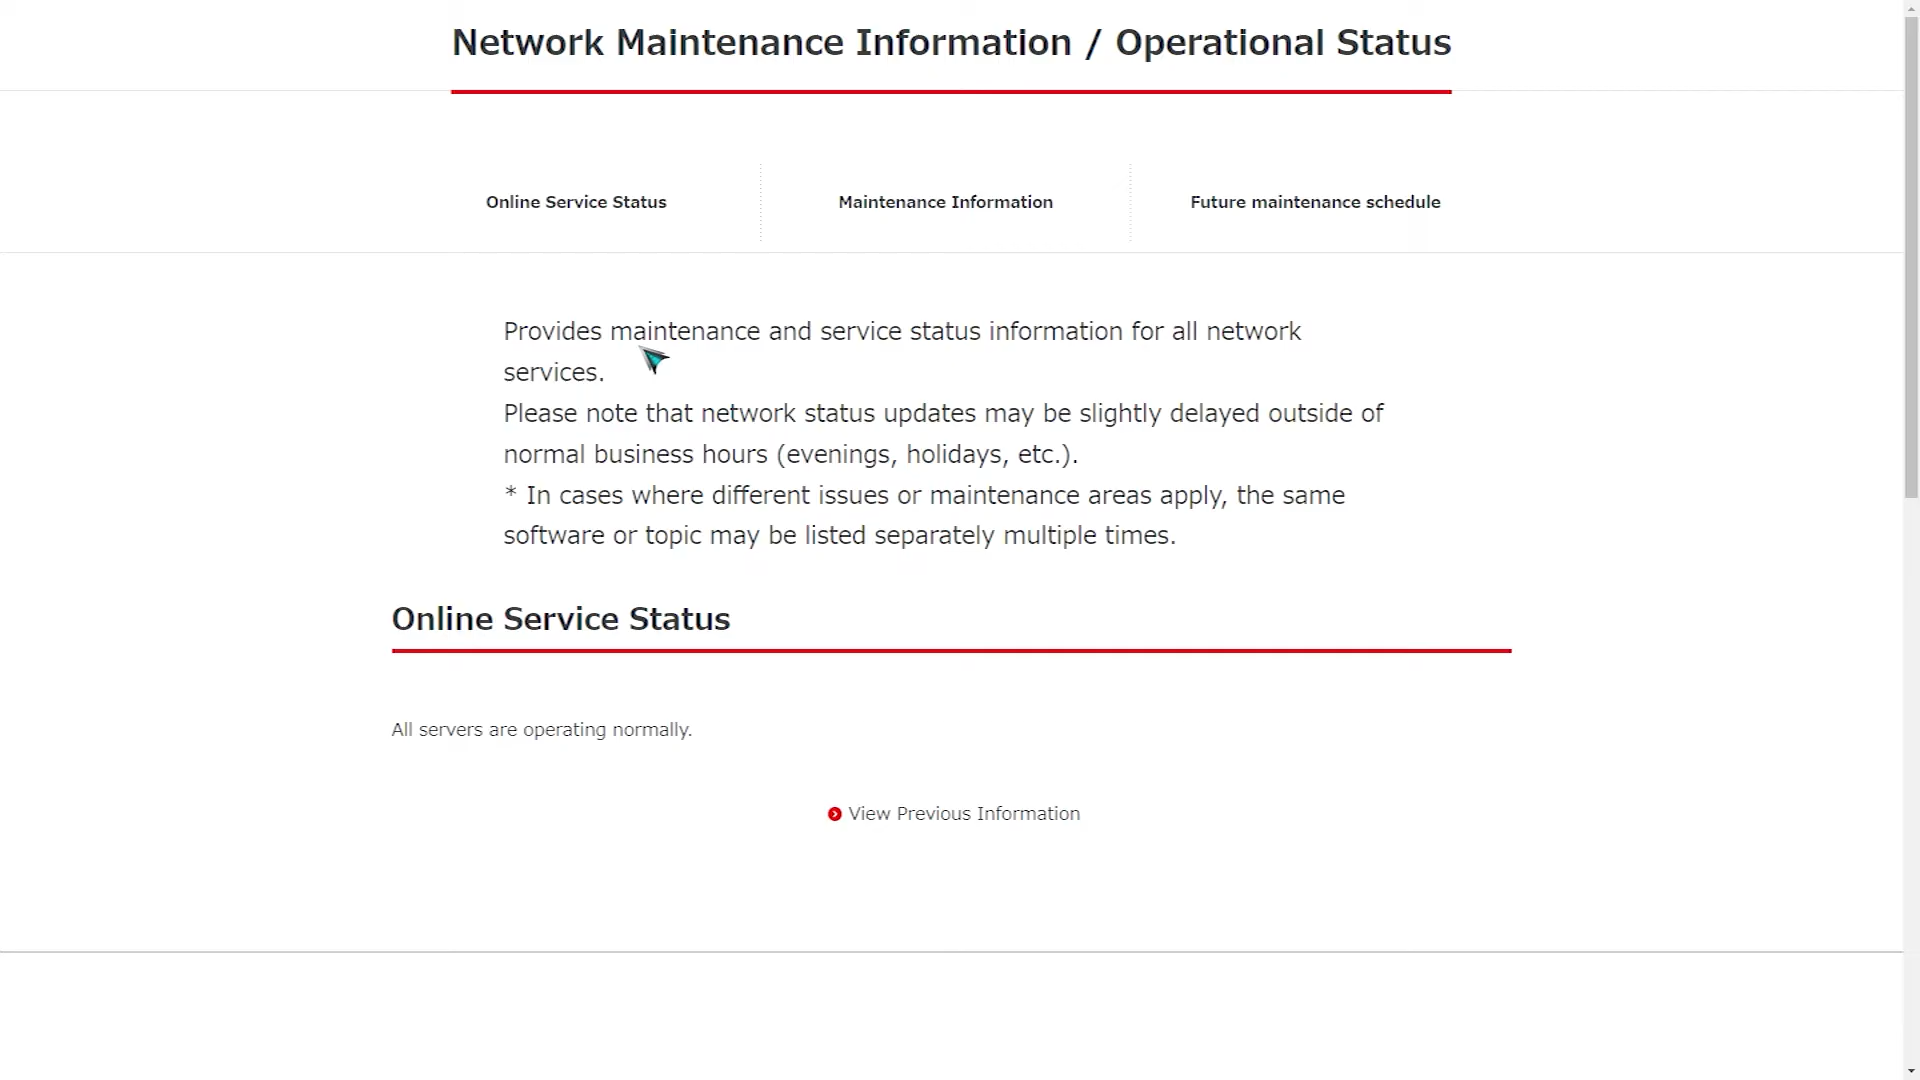 Network Maintenance Information / Operational Status
Online Service Status
Maintenance Information
Future maintenance schedule
Provides maintenance and service status information for all network
services.
Please note that network status updates may be slightly delayed outside of
normal business hours (evenings, holidays, etc.).
* In cases where different issues or maintenance areas apply, the same
software or topic may be listed separately multiple times.
Online Service Status
All servers are operating normally.
View Previous Information